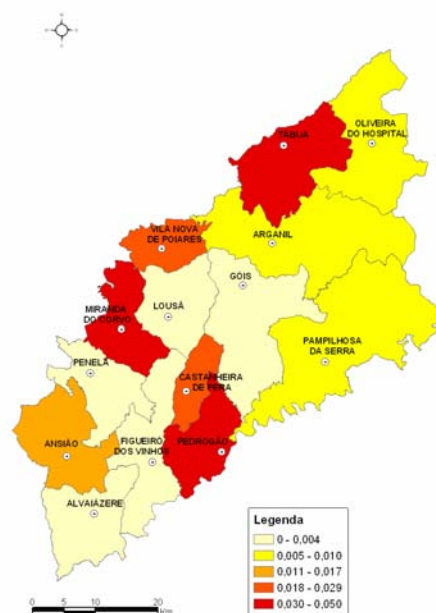 TÁBUA
OLIVEIRA
DO HOSPITAL
VILA NOVA
DE POIARES
ARGANIL
GÓIS
LOUSÃ
MIRANDA
DO CORVO
PAMPILHOSA
DA SERRA
PENELA
CASTANHEIRA
DE PERA
ANSIÃO
FIGUEIRÓ
DOS VINHOS
PEDROGÃO
ALVAIÁZERE
Legenda
0 - 0,004
0,005 - 0,010
0,011 - 0,017
0,018 - 0,029
0,030 - 0,050
0 5 10 20
Km